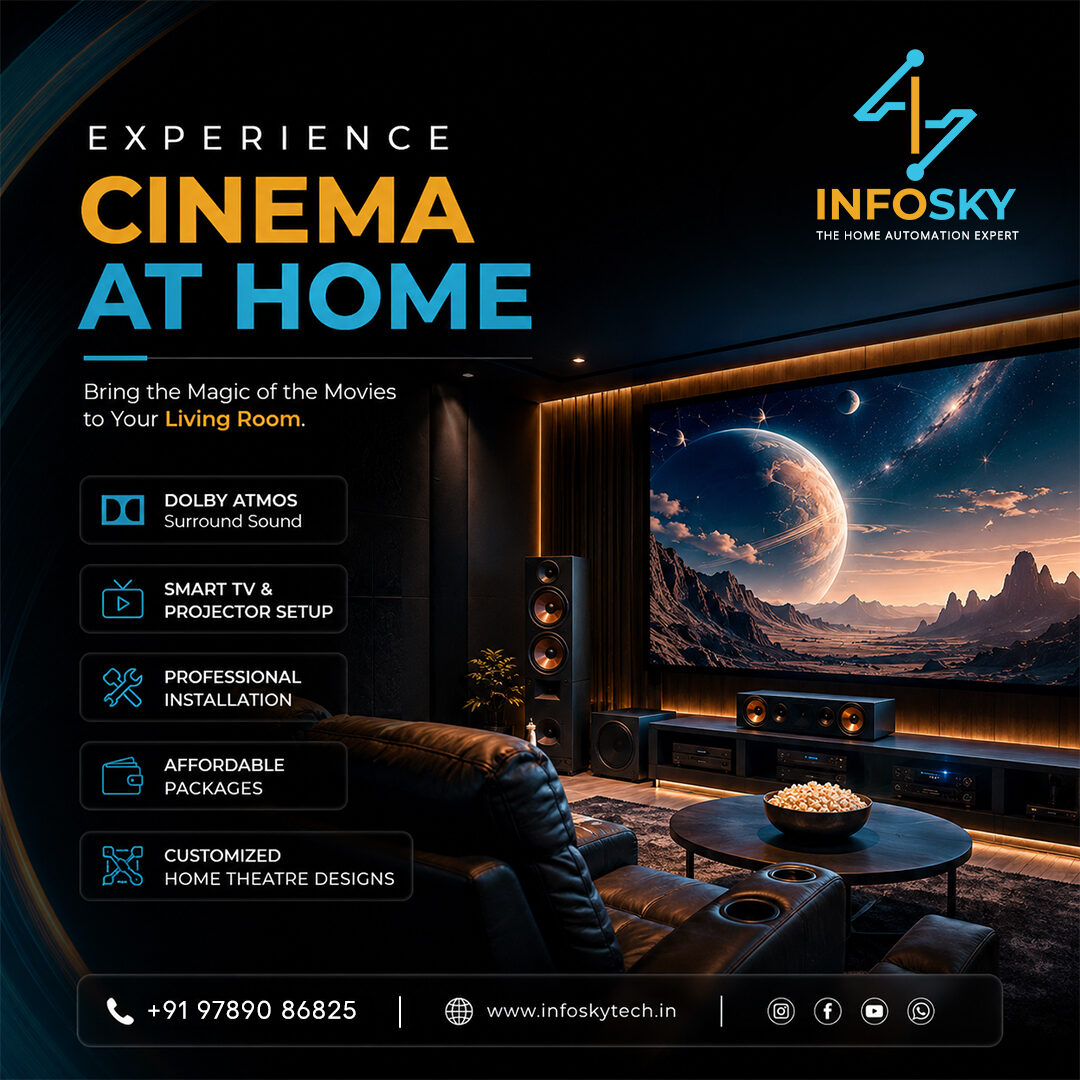 EXPERIENCE
CINEMA
AT HOME
Bring the Magic of the Movies
to Your Living Room.
INFOSKY
THE HOME AUTOMATION EXPERT
DOLBY ATMOS
Surround Sound
SMART TV &
PROJECTOR SETUP
PROFESSIONAL
INSTALLATION
AFFORDABLE
PACKAGES
CUSTOMIZED
HOME THEATRE DESIGNS
+91 97890 86825 | www.infoskytech.in |